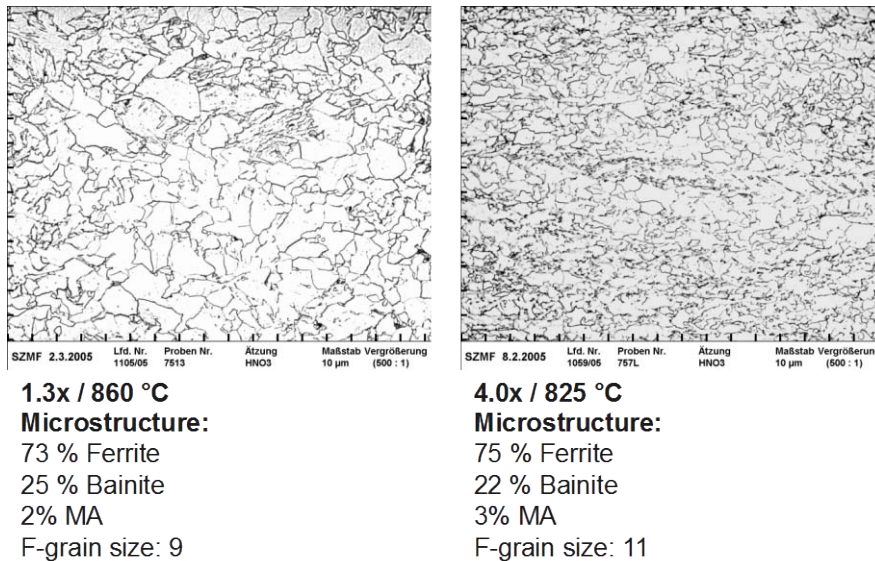 SZMF 2.3.2005 Lfd. Nr. 1105/05 Proben Nr. 7513 Ätzung HNO3 Maßstab 10 µm Vergrößerung (500 : 1)
1.3x / 860 °C
Microstructure:
73 % Ferrite
25 % Bainite
2% MA
F-grain size: 9
SZMF 8.2.2005 Lfd. Nr. 1059/05 Proben Nr. 757L Ätzung HNO3 Maßstab 10 µm Vergrößerung (500 : 1)
4.0x / 825 °C
Microstructure:
75 % Ferrite
22 % Bainite
3% MA
F-grain size: 11